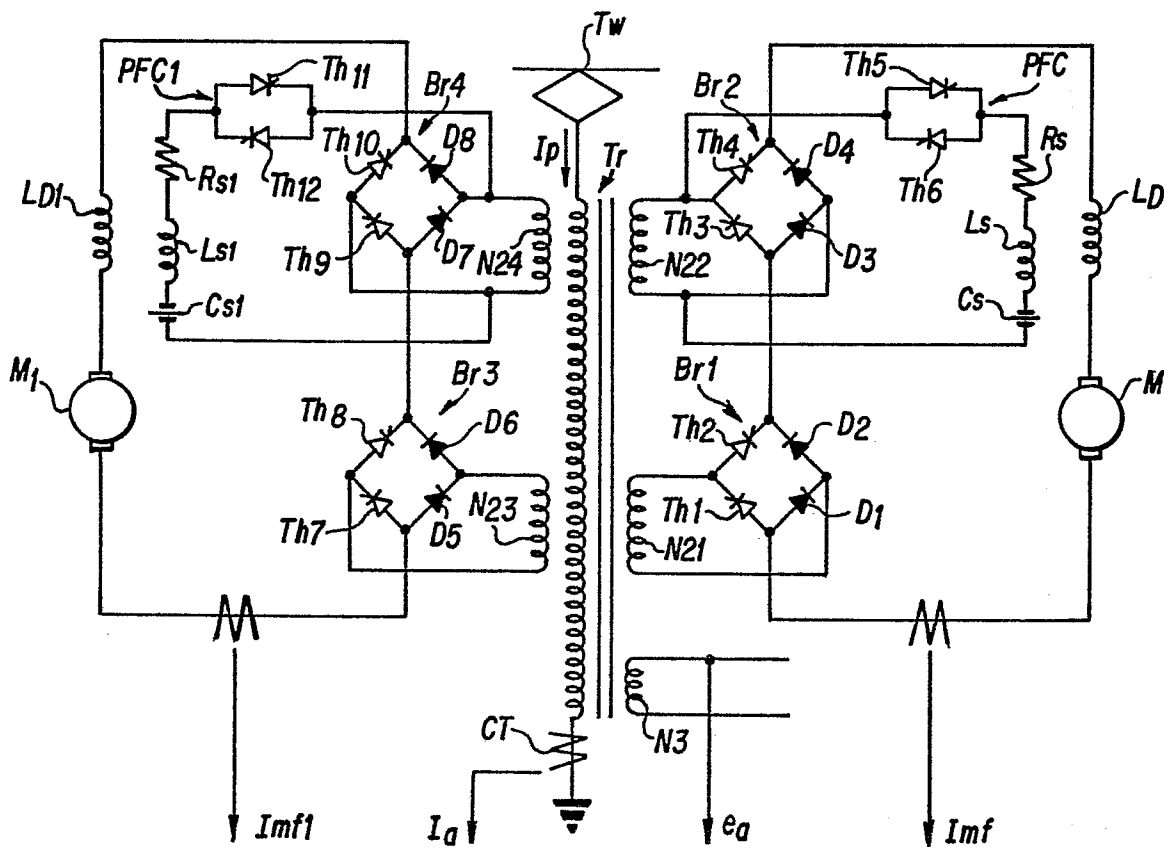 Tw
PFC1
Th11
Br4
Br2
Th5
PFC
Th10
D8
Ip
Tr
Th4
D4
Rs1
Th12
Th6
Rs
LD1
Th3
LD
Ls1
Th9
D7
N24
N22
D3
Ls
Cs1
Cs
M1
Th8
Br3
D6
Br1
Th2
D2
M
Th7
D5
N23
Th1
N21
D1
CT
N3
Imf1
Ia
ea
Imf